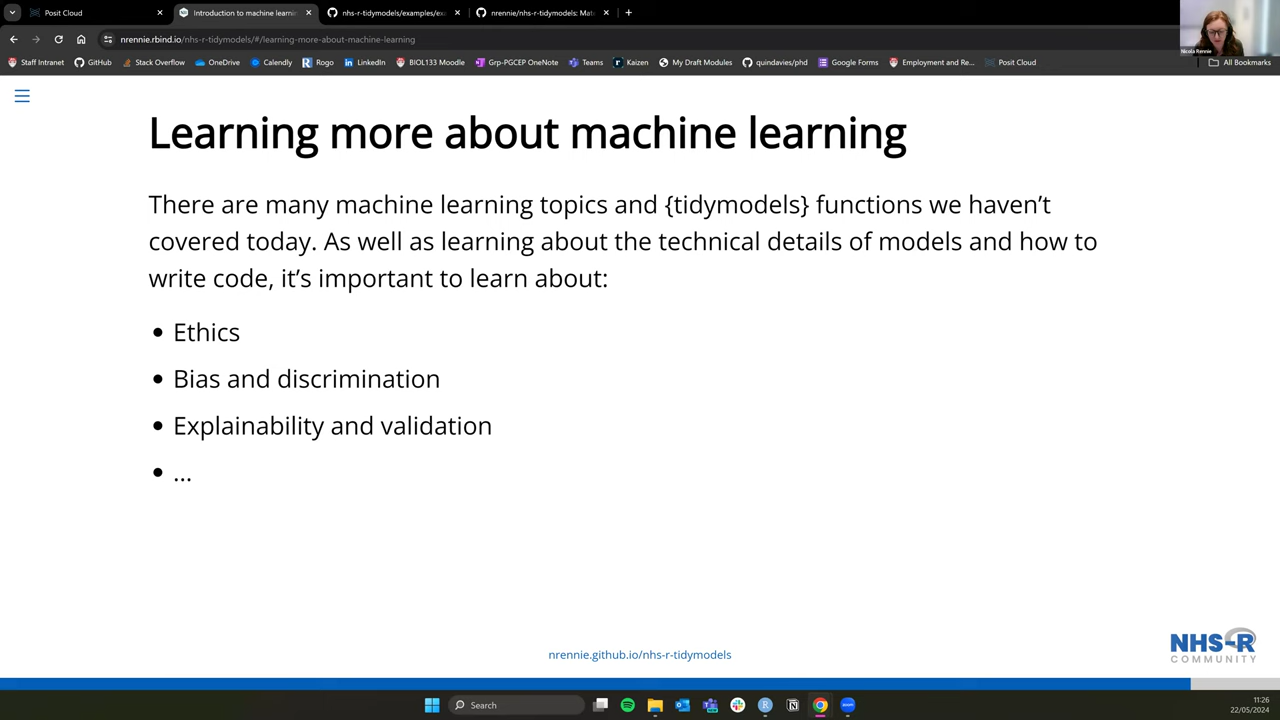 Posit Cloud
Introduction to machine learnin
nhs-r-tidymodels/examples/exa
nrennie/nhs-r-tidymodels: Mate
nrennie.rbind.io/nhs-r-tidymodels/#/learning-more-about-machine-learning
Staff Intranet GitHub Stack Overflow OneDrive Calendly Rogo LinkedIn BIOL133 Moodle Grp-PGCEP OneNote Teams Kaizen My Draft Modules quindavies/phd Google Forms Employment and Re... Posit Cloud All Bookmarks
Nicola Rennie
Learning more about machine learning
There are many machine learning topics and {tidymodels} functions we haven’t
covered today. As well as learning about the technical details of models and how to
write code, it’s important to learn about:
• Ethics
• Bias and discrimination
• Explainability and validation
• ...
nrennie.github.io/nhs-r-tidymodels
NHS-R
COMMUNITY
Search
11:26
22/05/2024